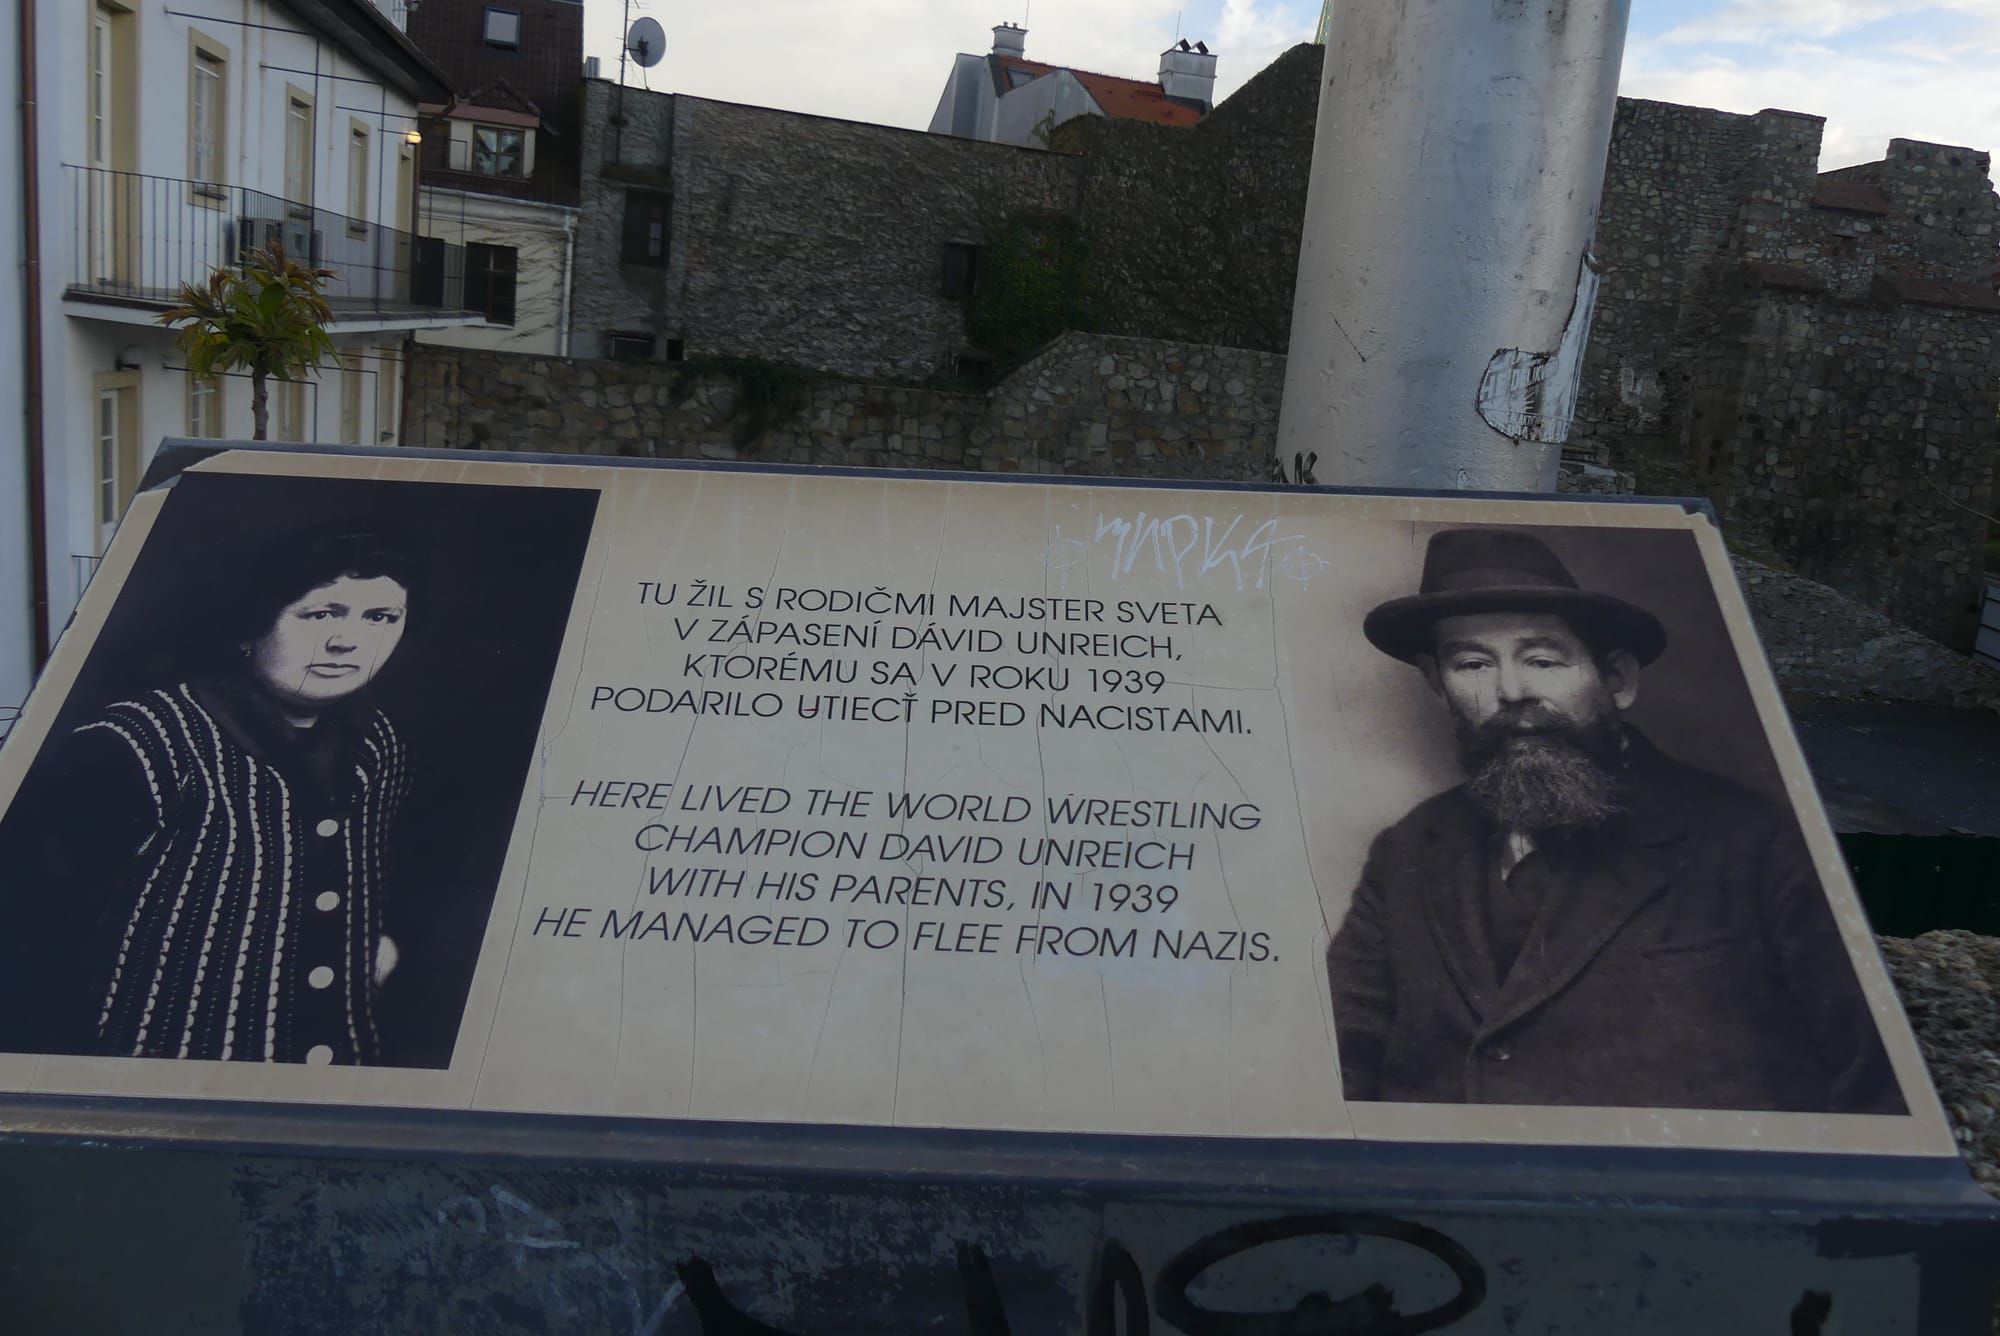 TU ŽIL S RODIČMI MAJSTER SVETA
V ZÁPASENÍ DÁVID UNREICH,
KTORÉMU SA V ROKU 1939
PODARILO UTIECŤ PRED NACISTAMI.
HERE LIVED THE WORLD WRESTLING
CHAMPION DAVID UNREICH
WITH HIS PARENTS, IN 1939
HE MANAGED TO FLEE FROM NAZIS.